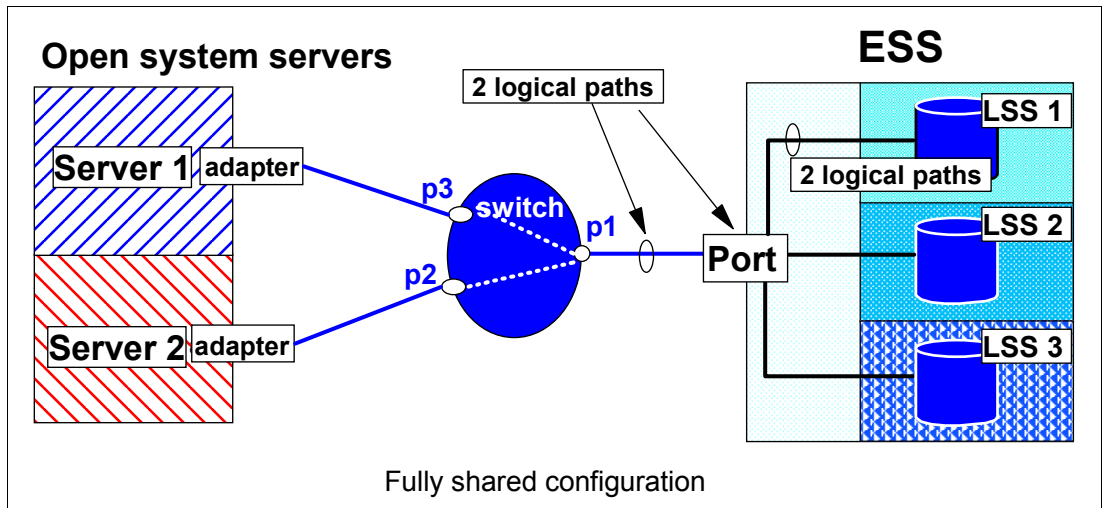 Open system servers
ESS
2 logical paths
Server 1
adapter
p3
switch
p1
Port
LSS 1
2 logical paths
LSS 2
p2
Server 2
adapter
LSS 3
Fully shared configuration